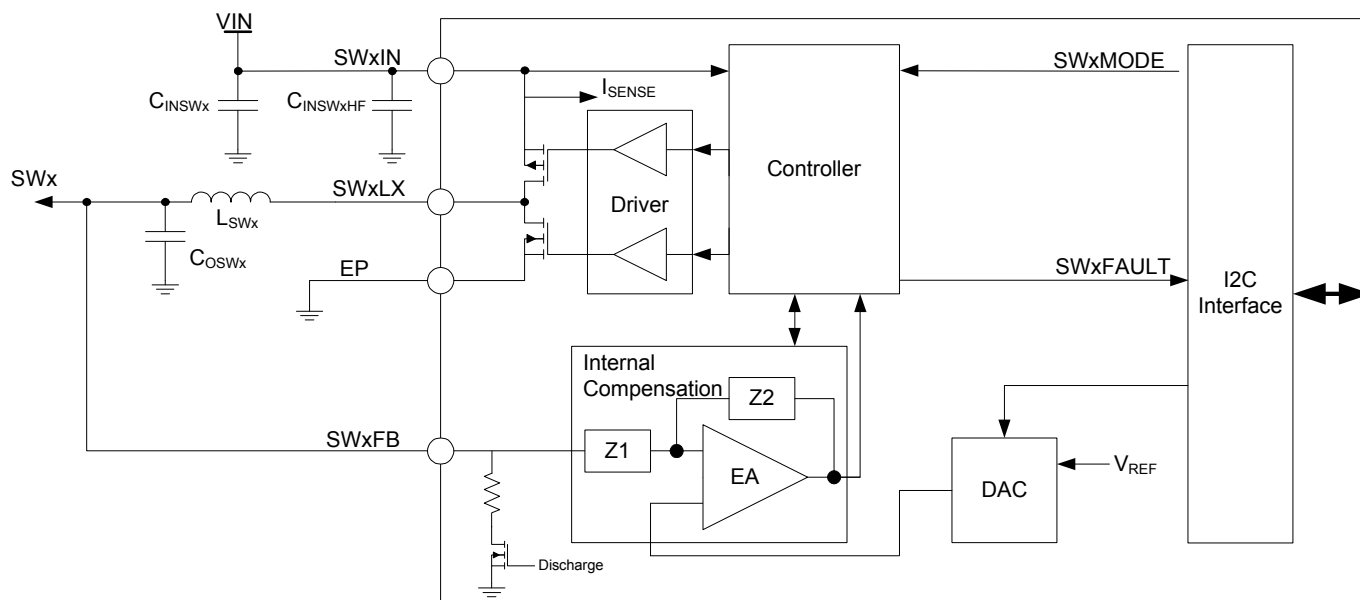 VIN
SWxIN
SWxMODE
CINSWx
CINSWxHF
ISENSE
Controller
SWx
SWxLX
Driver
LSWx
COSWx
EP
SWxFAULT
I2C
Interface
Internal
Compensation
Z2
SWxFB
Z1
EA
VREF
DAC
Discharge